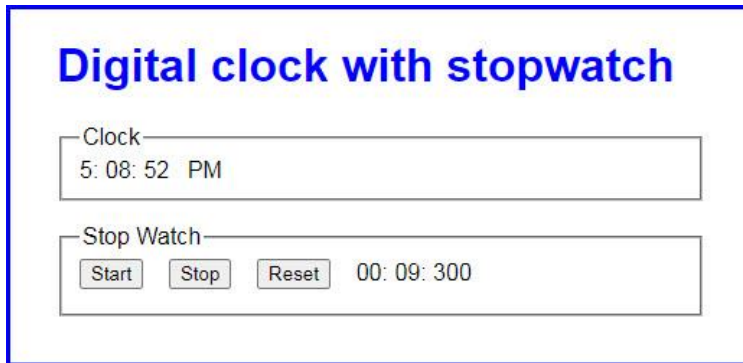 Digital clock with stopwatch
Clock
5: 08: 52 PM
Stop Watch
Start Stop Reset 00: 09: 300